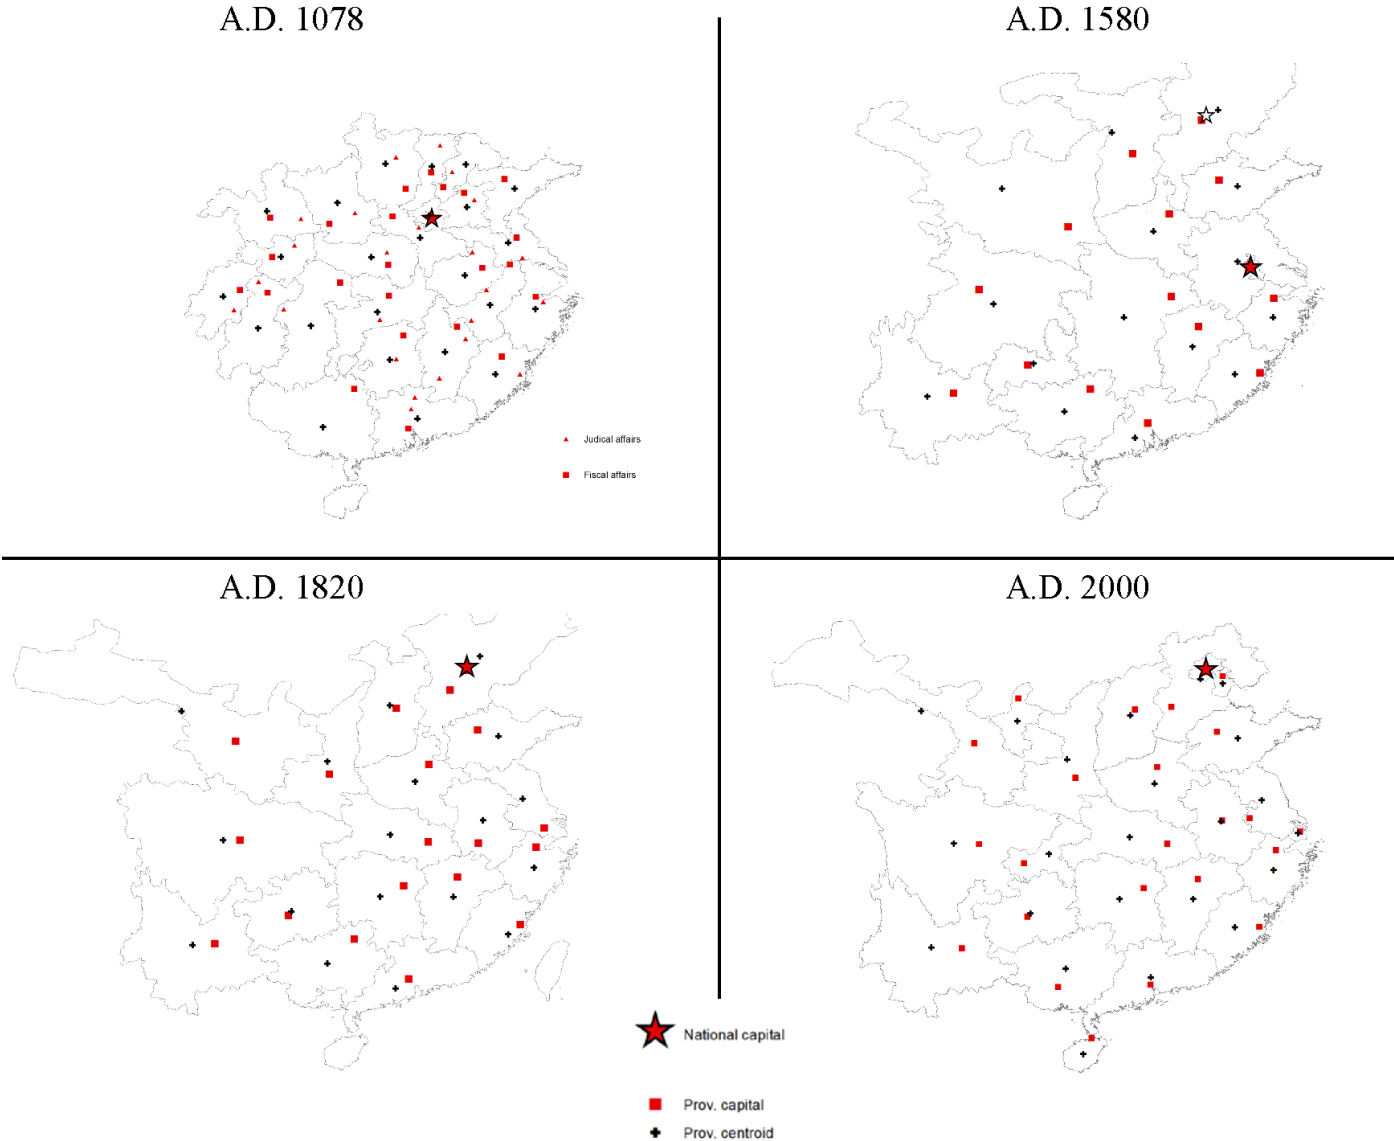 A.D. 1078
A.D. 1580
Judical affairs
Fiscal affairs
A.D. 1820
A.D. 2000
National capital
Prov. capital
Prov. centroid